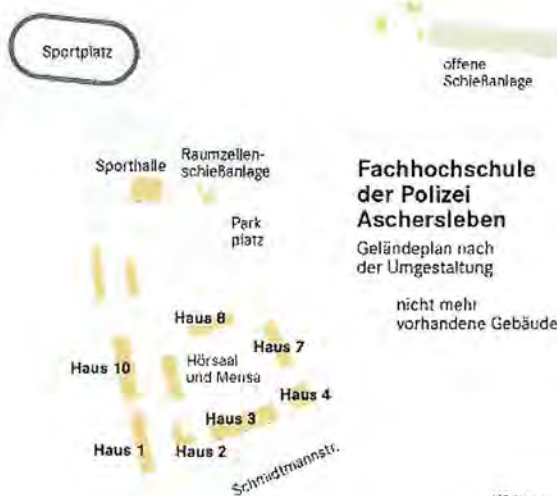 Sportplatz
offene
Schießanlage
Sporthalle
Raumzellen-
schießanlage
Park
platz
Fachhochschule
der Polizei
Aschersleben
Geländeplan nach
der Umgestaltung
nicht mehr
vorhandene Gebäude
Haus 8
Haus 7
Haus 10
Hörsaal
und Mensa
Haus 4
Haus 3
Haus 1
Haus 2
Schmidtmannstr.